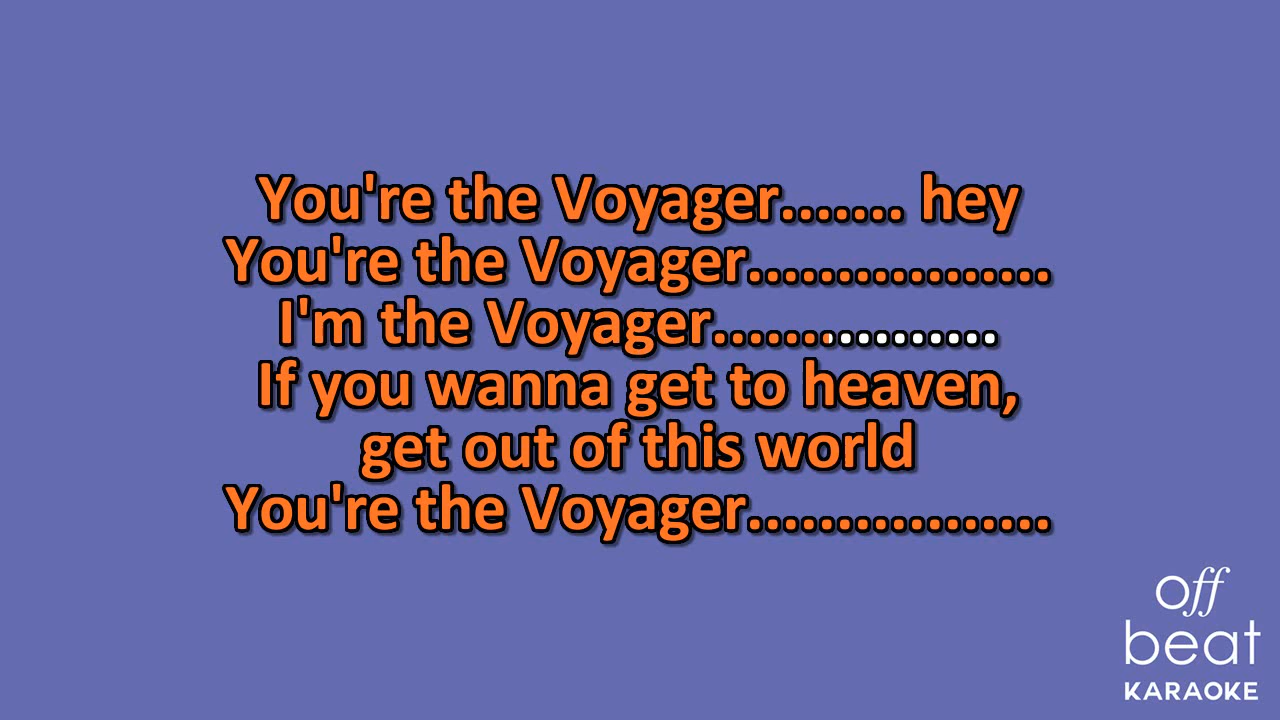 You're the Voyager....... hey
You're the Voyager.................
I'm the Voyager................
If you wanna get to heaven,
get out of this world
You're the Voyager.................
off
beat
KARAOKE